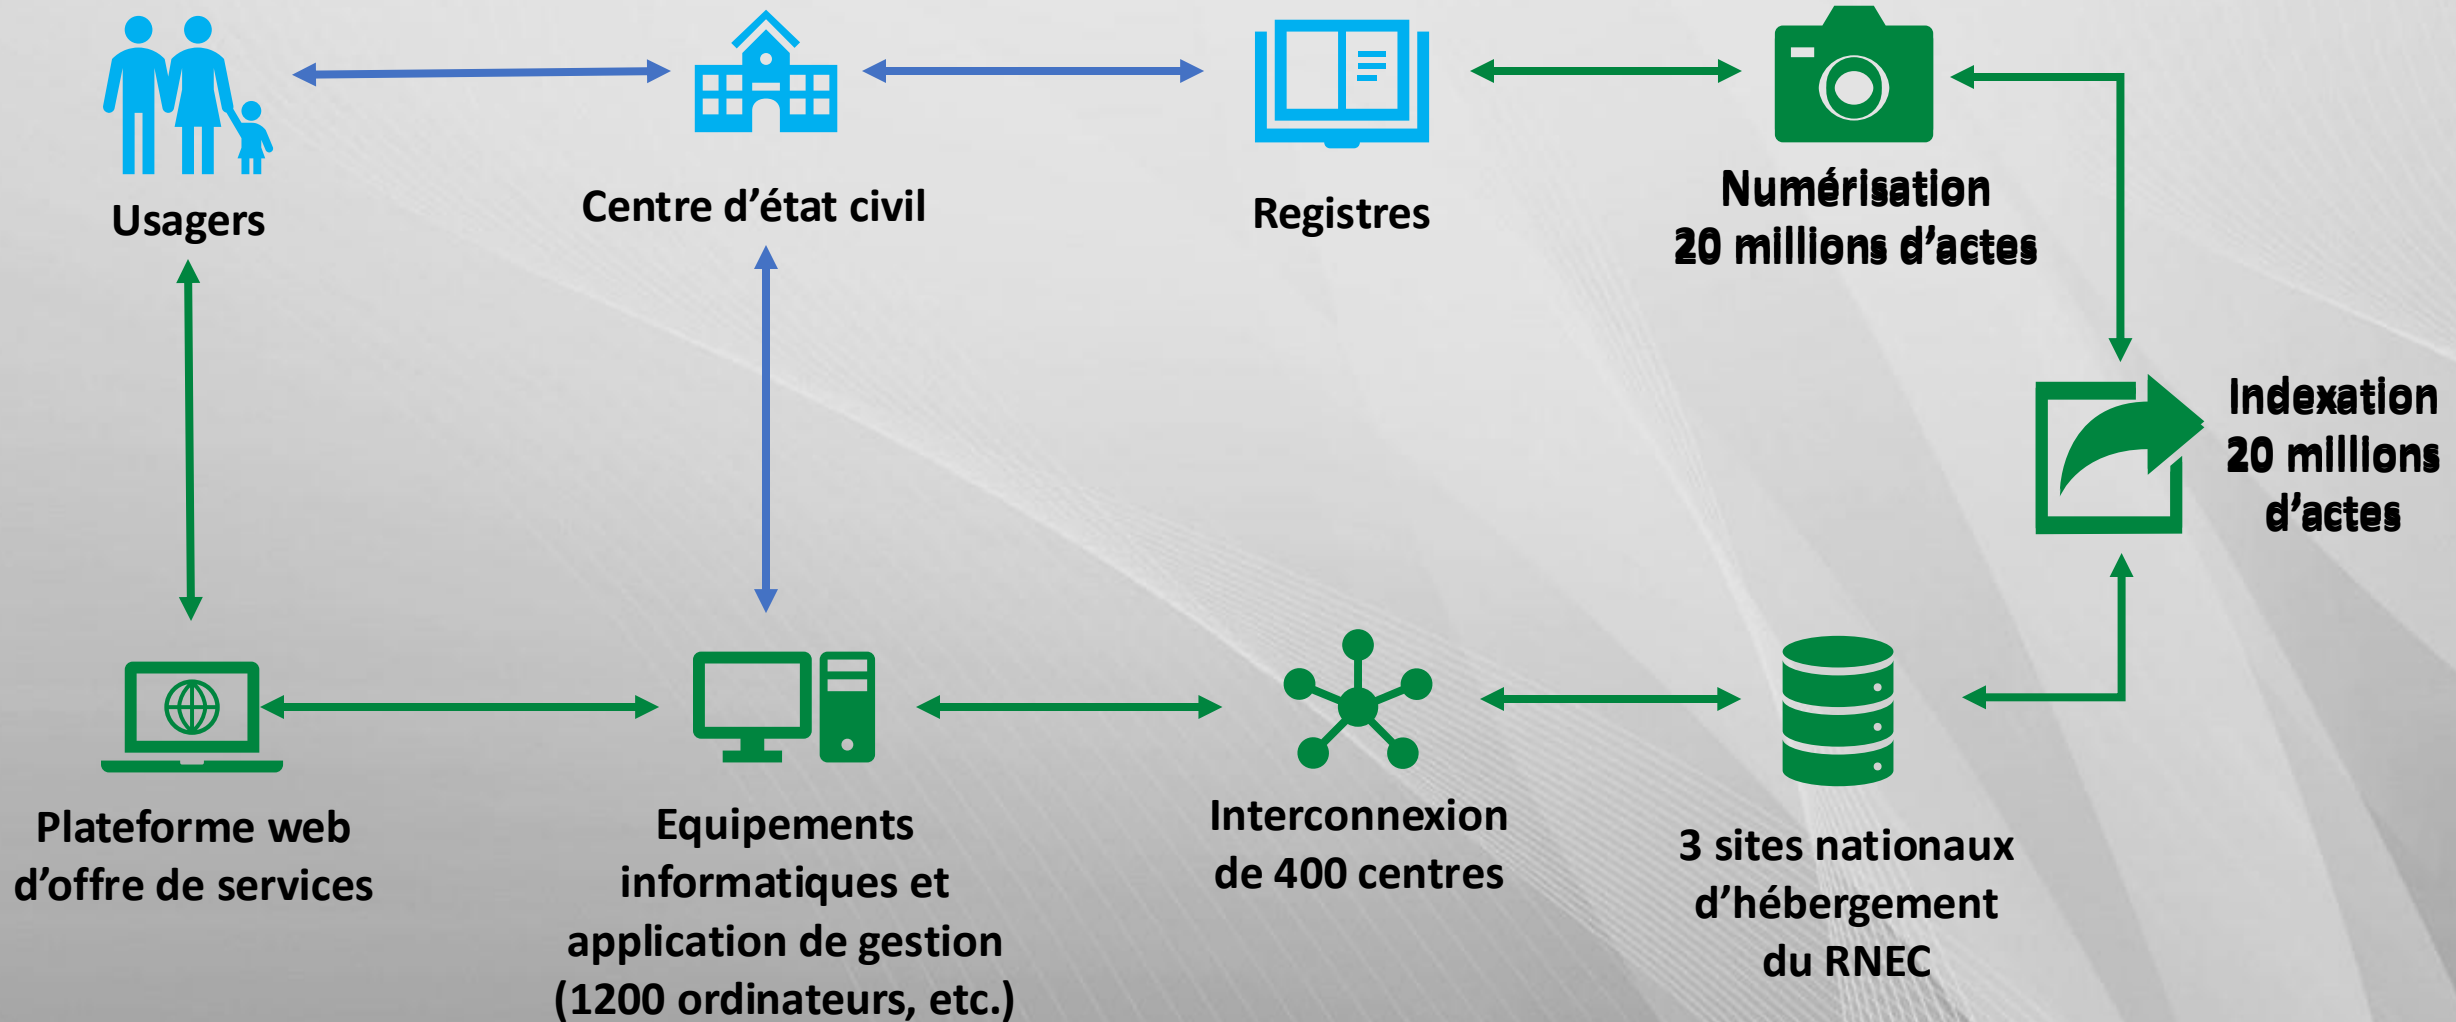 Usagers
Centre d’état civil
Registres
Numérisation
20 millions d’actes
Indexation
20 millions
d’actes
Plateforme web
d’offre de services
Equipements
informatiques et
application de gestion
(1200 ordinateurs, etc.)
Interconnexion
de 400 centres
3 sites nationaux
d’hébergement
du RNEC